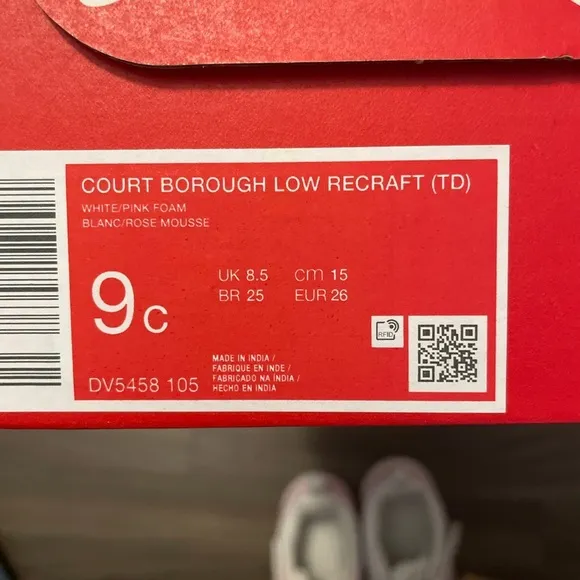 COURT BOROUGH LOW RECRAFT (TD)
WHITE/PINK FOAM
BLANC/ROSE MOUSSE
9c
UK 8.5 cm 15
BR 25 EUR 26
RFID
MADE IN INDIA /
FABRIQUE EN INDE /
FABRICADO NA ÍNDIA /
HECHO EN INDIA
DV5458 105